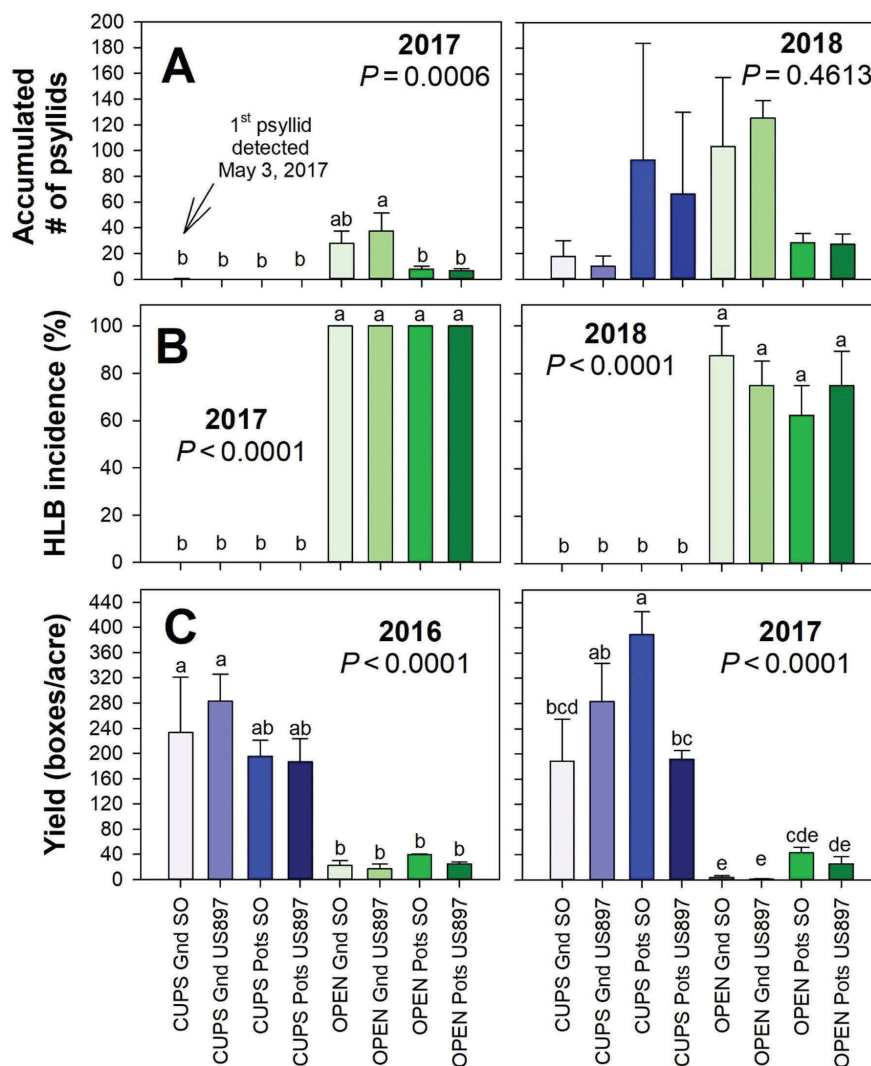 A
Accumulated
# of psyllids
200
180
160
140
120
100
80
60
40
20
0
2017
P = 0.0006
1st psyllid
detected
May 3, 2017
b b b b ab a b b
2018
P = 0.4613
B
HLB incidence (%)
100
80
60
40
20
0
2017
P < 0.0001
b b b b a a a a
2018
P < 0.0001
b b b b a a a a
C
Yield (boxes/acre)
440
400
360
320
280
240
200
160
120
80
40
0
2016
P < 0.0001
a a ab ab b b b b
2017
P < 0.0001
bcd ab a bc e e cde de
CUPS Gnd SO
CUPS Gnd US897
CUPS Pots SO
CUPS Pots US897
OPEN Gnd SO
OPEN Gnd US897
OPEN Pots SO
OPEN Pots US897
CUPS Gnd SO
CUPS Gnd US897
CUPS Pots SO
CUPS Pots US897
OPEN Gnd SO
OPEN Gnd US897
OPEN Pots SO
OPEN Pots US897